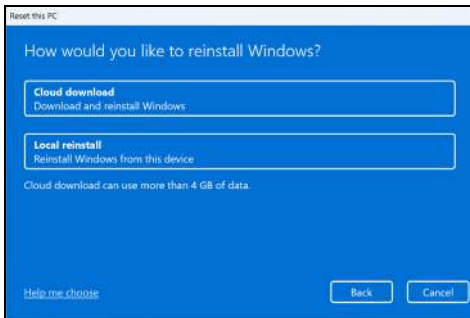 Reset this PC
How would you like to reinstall Windows?
Cloud download
Download and reinstall Windows
Local reinstall
Reinstall Windows from this device
Cloud download can use more than 4 GB of data.
Help me choose
Back
Cancel